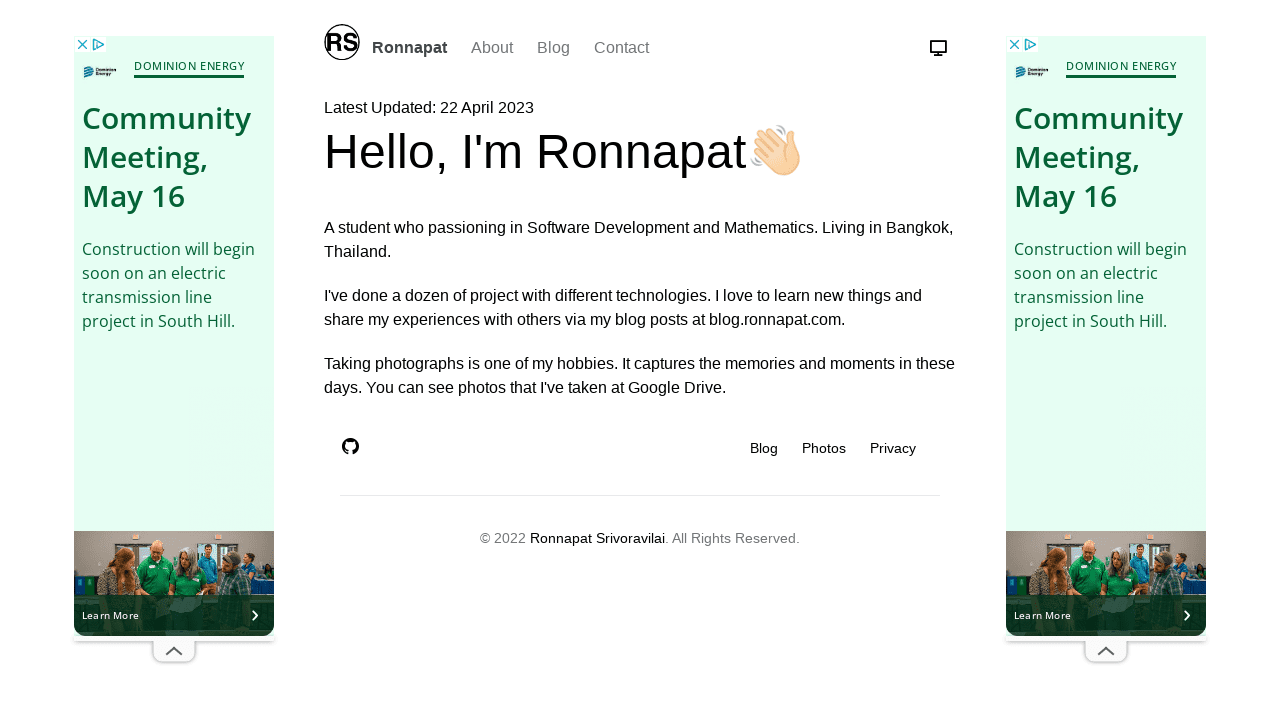 RS
Ronnapat About Blog Contact
Latest Updated: 22 April 2023
Hello, I'm Ronnapat
A student who passioning in Software Development and Mathematics. Living in Bangkok,
Thailand.
I've done a dozen of project with different technologies. I love to learn new things and
share my experiences with others via my blog posts at blog.ronnapat.com.
Taking photographs is one of my hobbies. It captures the memories and moments in these
days. You can see photos that I've taken at Google Drive.
Blog Photos Privacy
© 2022 Ronnapat Srivoravilai. All Rights Reserved.
Dominion
Energy
DOMINION ENERGY
Community
Meeting,
May 16
Construction will begin
soon on an electric
transmission line
project in South Hill.
Learn More
Dominion
Energy
DOMINION ENERGY
Community
Meeting,
May 16
Construction will begin
soon on an electric
transmission line
project in South Hill.
Learn More